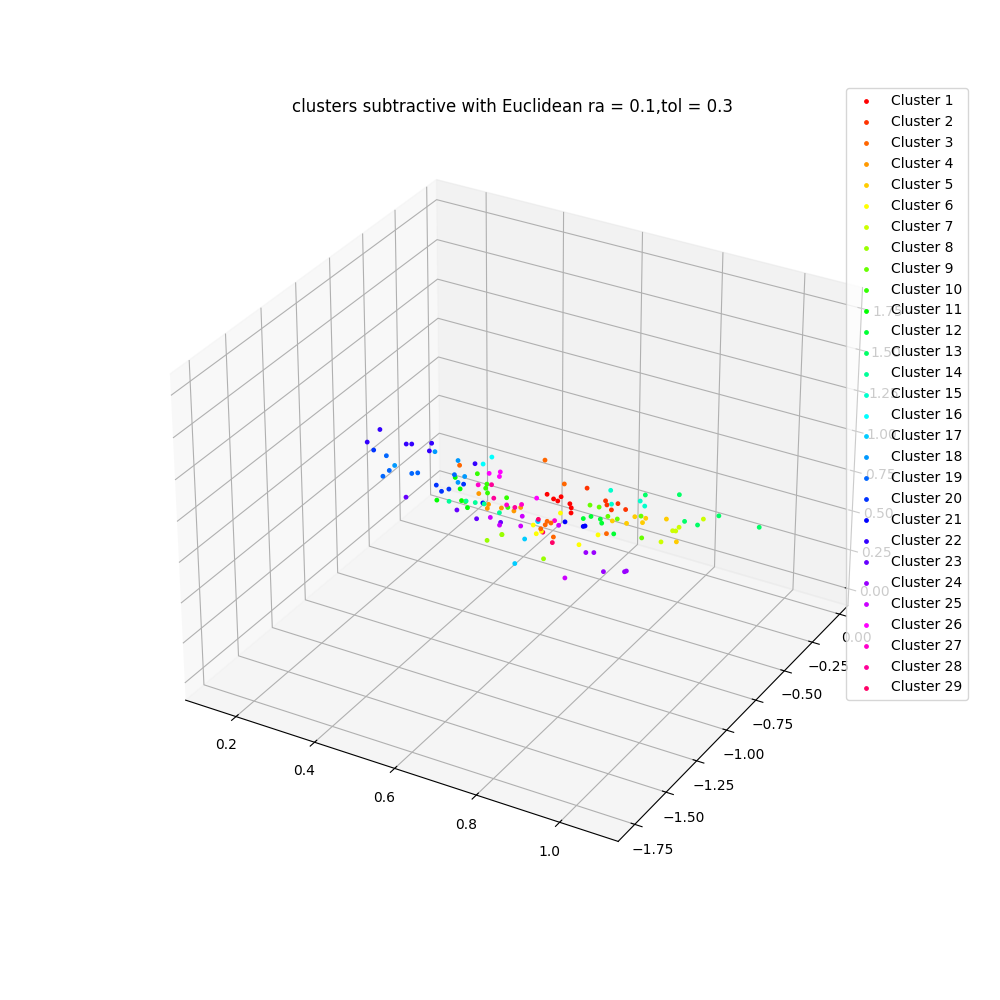 clusters subtractive with Euclidean ra = 0.1,tol = 0.3
Cluster 1
Cluster 2
Cluster 3
Cluster 4
Cluster 5
Cluster 6
Cluster 7
Cluster 8
Cluster 9
Cluster 10
Cluster 11
Cluster 12
Cluster 13
Cluster 14
Cluster 15
Cluster 16
Cluster 17
Cluster 18
Cluster 19
Cluster 20
Cluster 21
Cluster 22
Cluster 23
Cluster 24
Cluster 25
Cluster 26
Cluster 27
Cluster 28
Cluster 29
1.75
1.50
1.25
1.00
0.75
0.50
0.25
0.00
0.00
−0.25
−0.50
−0.75
−1.00
−1.25
−1.50
−1.75
0.2
0.4
0.6
0.8
1.0